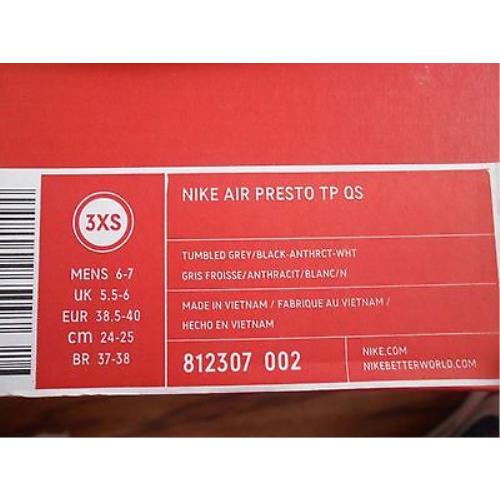 3XS
MENS 6-7
UK 5.5-6
EUR 38.5-40
cm 24-25
BR 37-38
NIKE AIR PRESTO TP QS
TUMBLED GREY/BLACK-ANTHRCT-WHT
GRIS FROISSE/ANTHRACIT/BLANC/N
MADE IN VIETNAM / FABRIQUE AU VIETNAM /
HECHO EN VIETNAM
812307 002
NIKE.COM
NIKEBETTERWORLD.COM